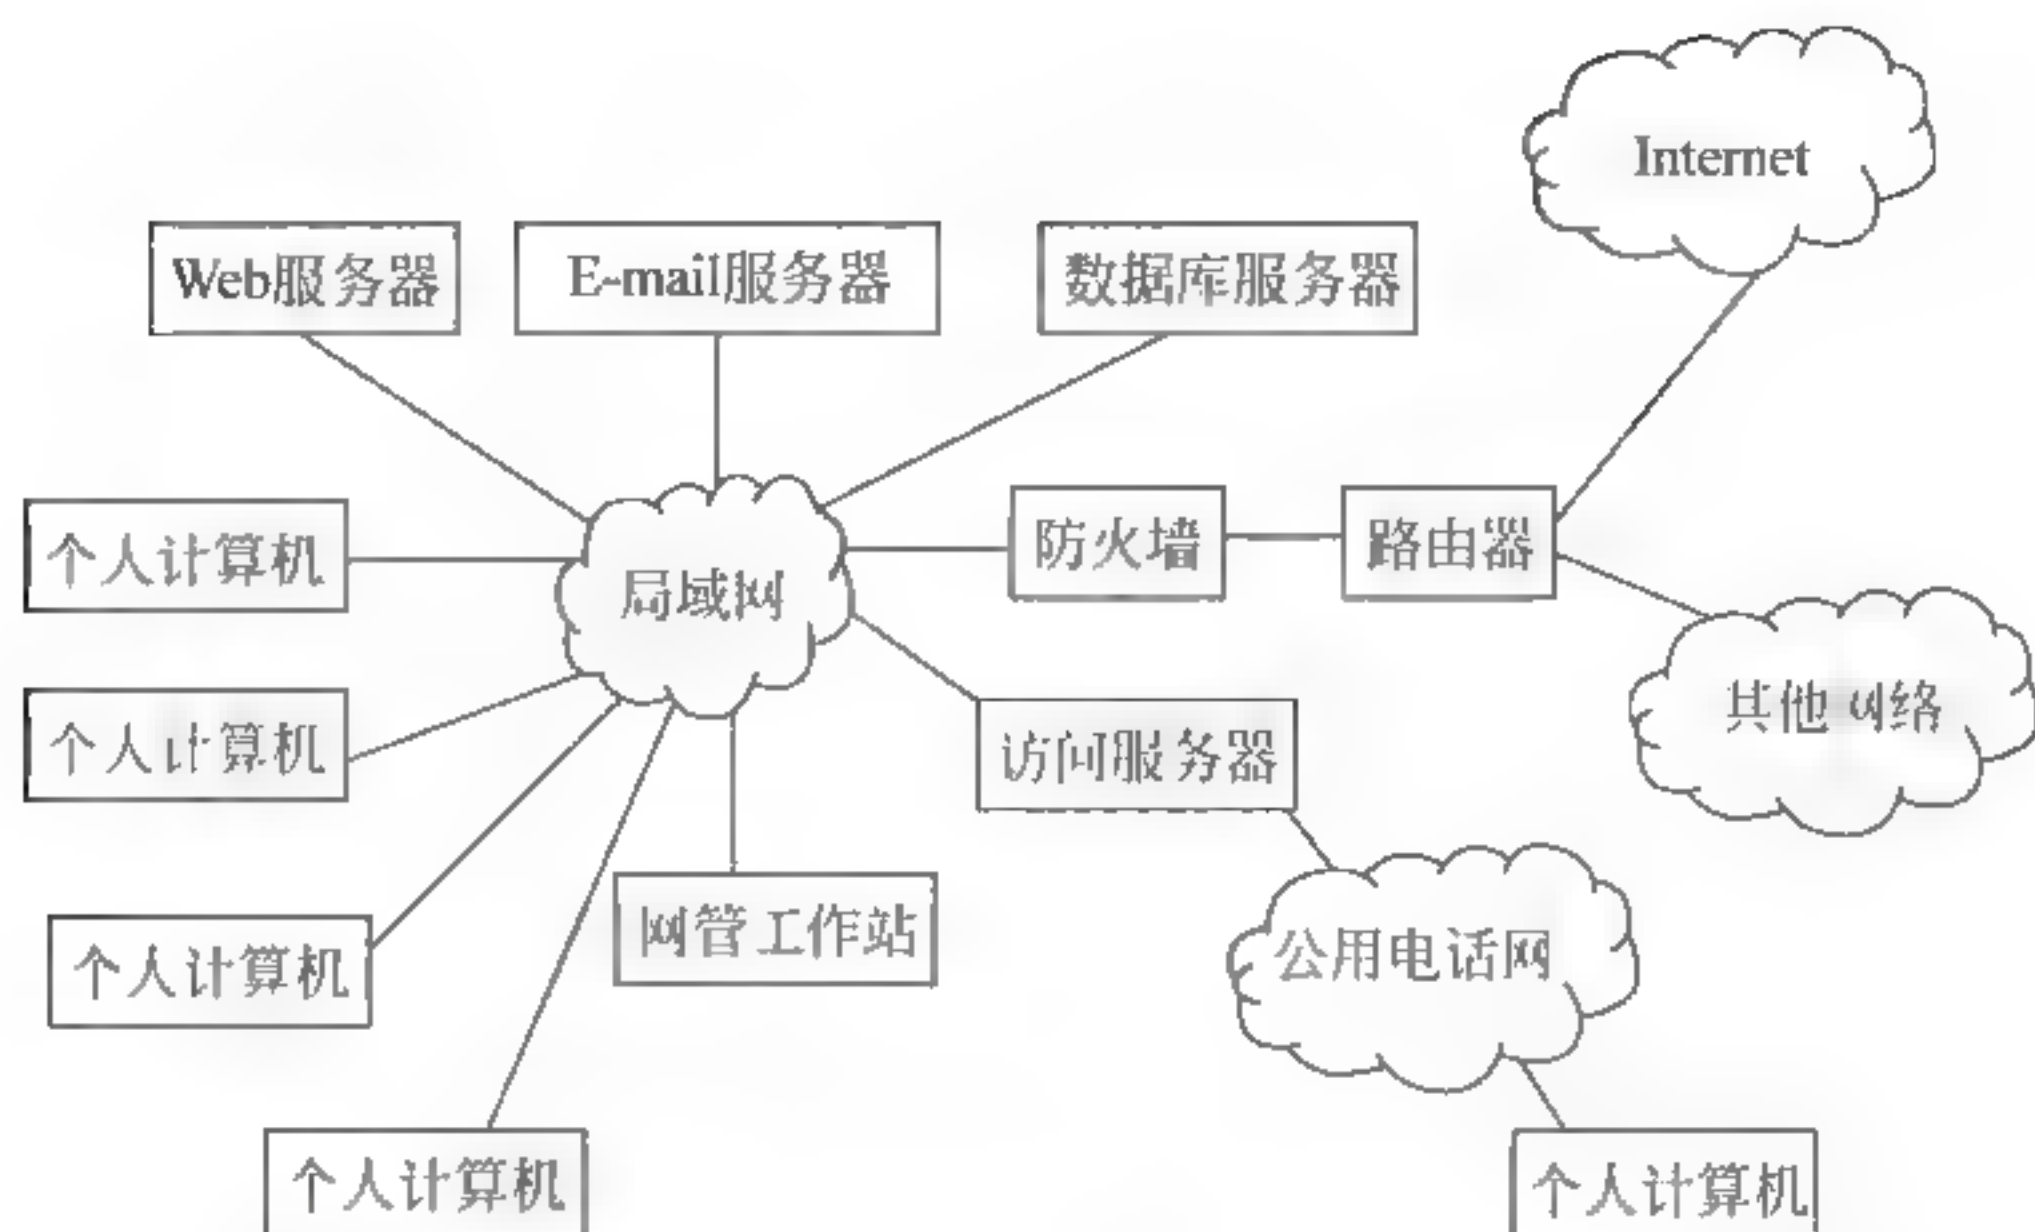 Internet
Web服务器
E-mail服务器
数据库服务器
个人计算机
局域网
防火墙
路由器
个人计算机
访问服务器
其他网络
个人计算机
网管工作站
公用电话网
个人计算机
个人计算机